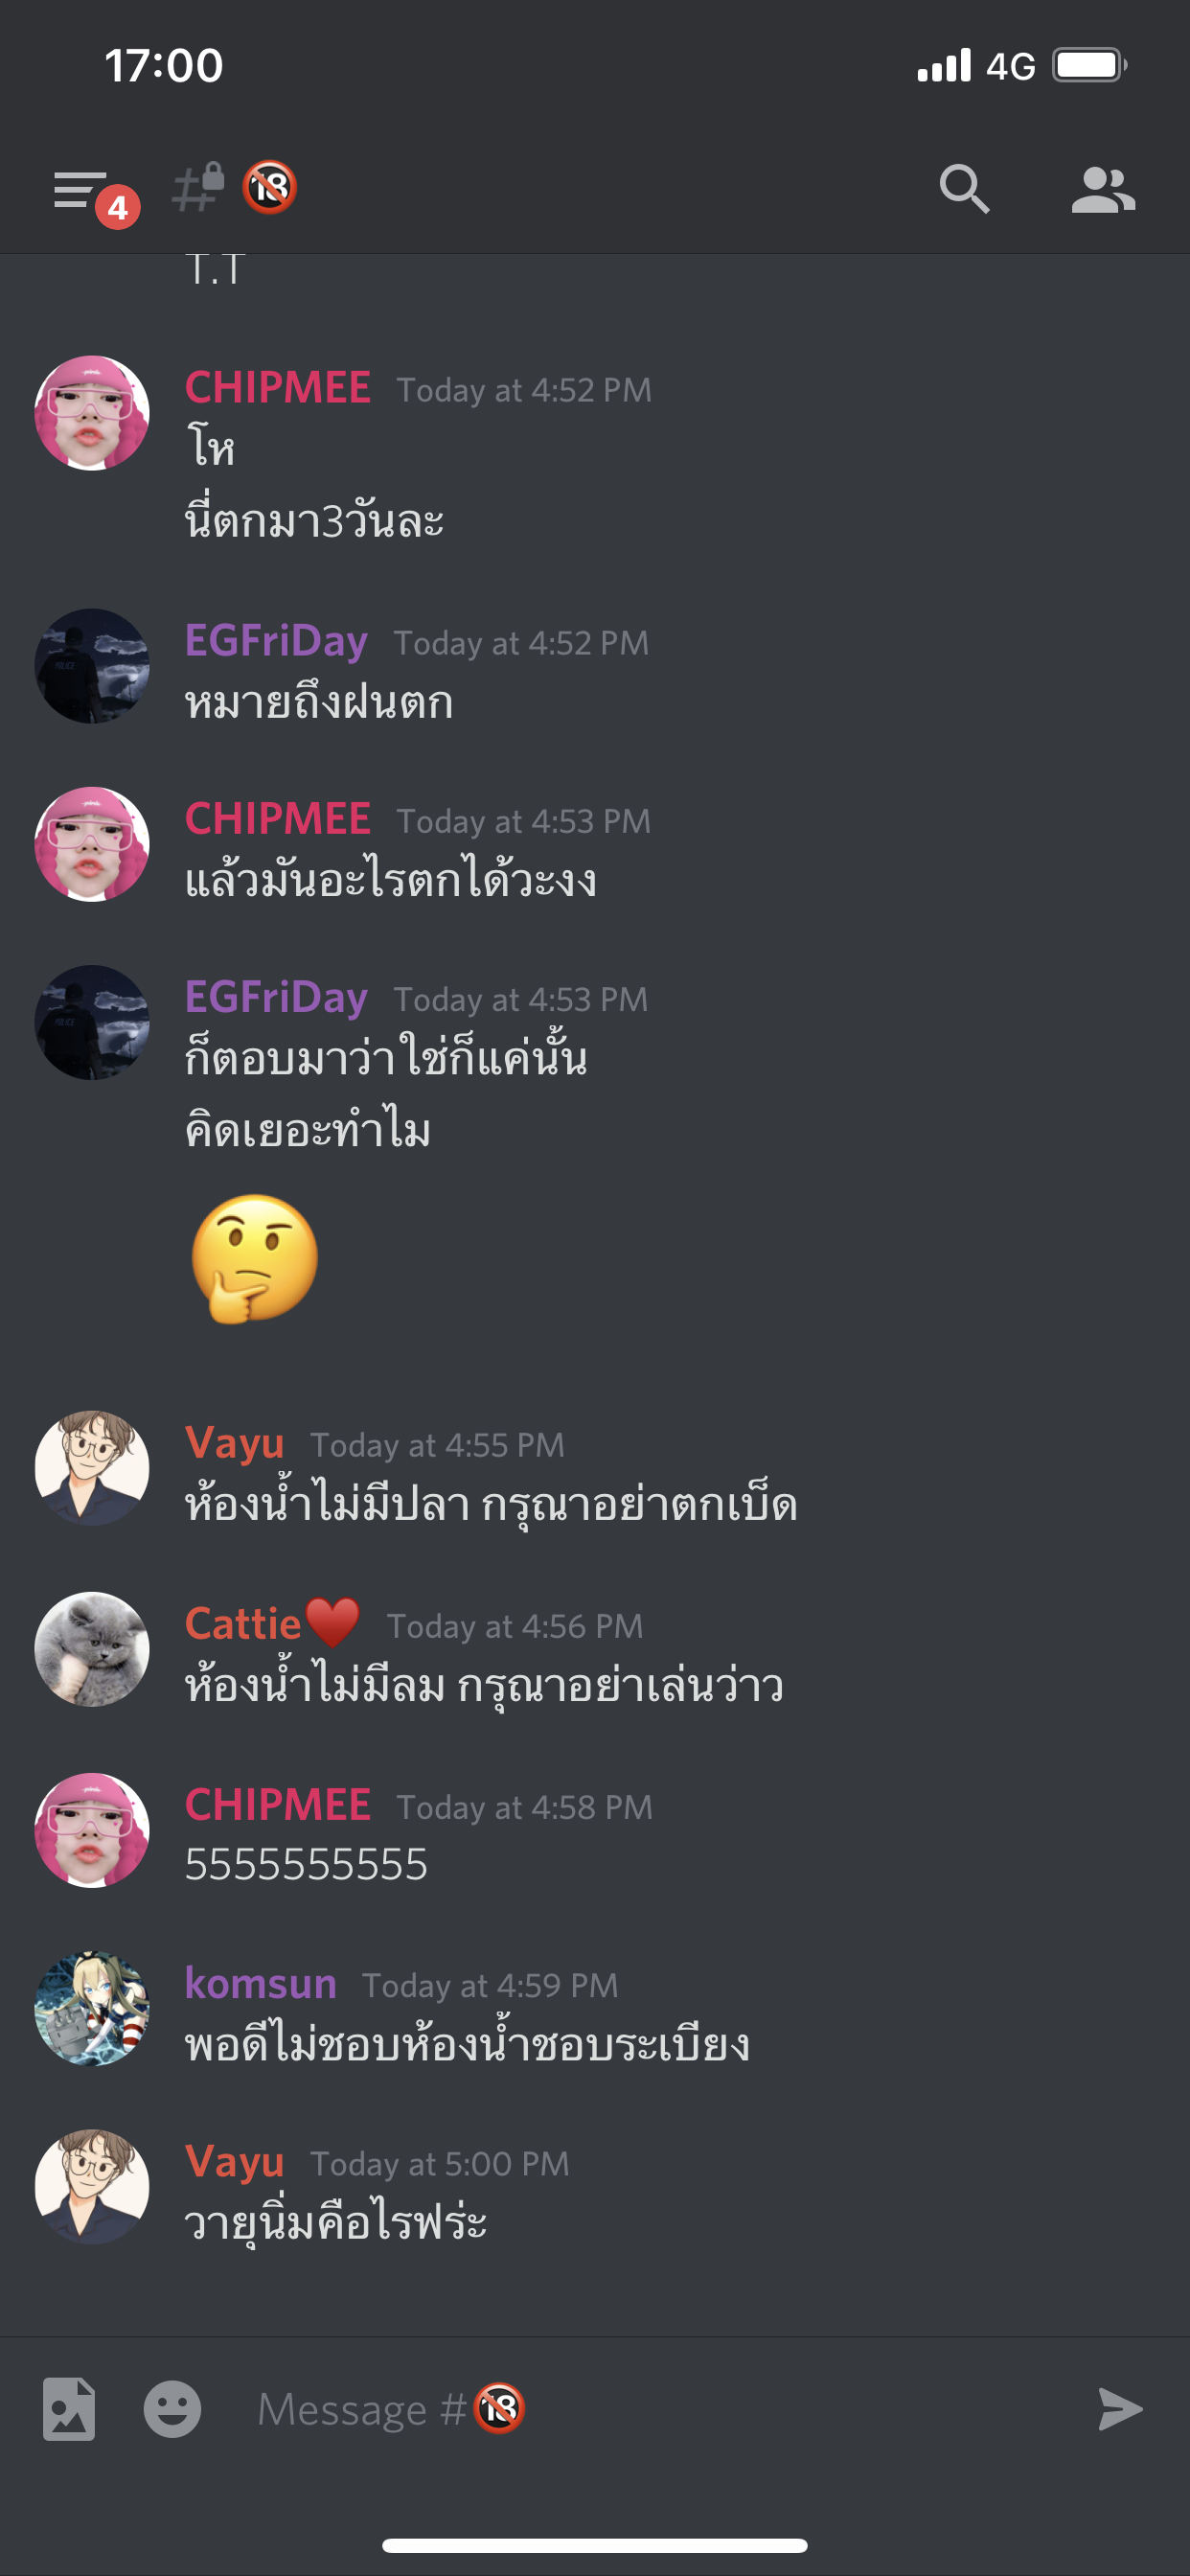 17:00 4G
4 # 🔞
T.T
CHIPMEE Today at 4:52 PM
โห
นี่ตกมา3วันละ
EGFriDay Today at 4:52 PM
หมายถึงฝนตก
CHIPMEE Today at 4:53 PM
แล้วมันอะไรตกได้วะงง
EGFriDay Today at 4:53 PM
ก็ตอบมาว่าใช่ก็แค่นั้น
คิดเยอะทำไม
🤔
Vayu Today at 4:55 PM
ห้องน้ำไม่มีปลา กรุณาอย่าตกเบ็ด
Cattie❤️ Today at 4:56 PM
ห้องน้ำไม่มีลม กรุณาอย่าเล่นว่าว
CHIPMEE Today at 4:58 PM
5555555555
komsun Today at 4:59 PM
พอดีไม่ชอบห้องน้ำชอบระเบียง
Vayu Today at 5:00 PM
วายุนิ่มคือไรฟร่ะ
Message #🔞